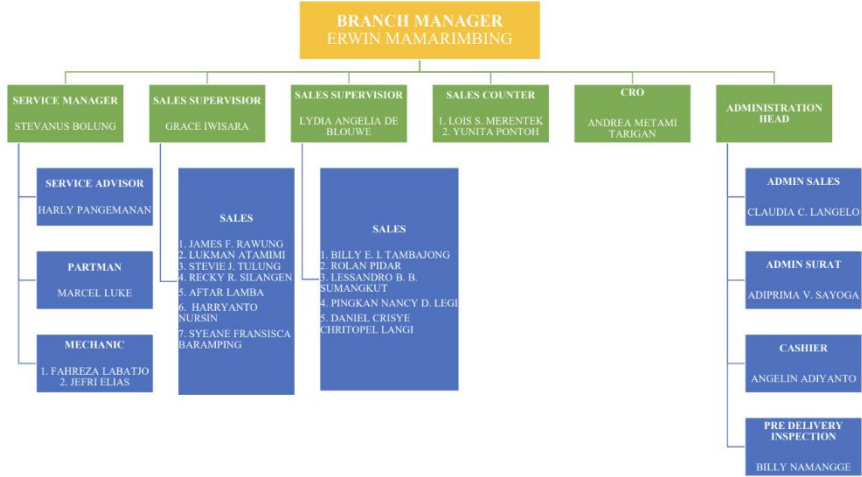 BRANCH MANAGER
ERWIN MAMARIMBING
SERVICE MANAGER
STEVANUS BOLUNG
SALES SUPERVISIOR
GRACE IWISARA
SALES SUPERVISIOR
LYDIA ANGELIA DE
BLOUWE
SALES COUNTER
1. LOIS S. MERENTEK
2. YUNITA PONTOH
CRO
ANDREA METAMI
TARIGAN
ADMINISTRATION
HEAD
SERVICE ADVISOR
HARLY PANGEMANAN
PARTMAN
MARCEL LUKE
MECHANIC
1. FAHREZA LABATJO
2. JEFRI ELIAS
SALES
1. JAMES F. RAWUNG
2. LUKMAN ATAMIMI
3. STEVIE J. TULUNG
4. RECKY R. SILANGEN
5. AFTAR LAMBA
6. HARRYANTO
NURSIN
7. SYEANE FRANSISCA
BARAMPING
SALES
1. BILLY E. I. TAMBAJONG
2. ROLAN PIDAR
3. LESSANDRO B. B.
SUMANGKUT
4. PINGKAN NANCY D. LEGI
5. DANIEL CRISYE
CHRITOPEL LANGI
ADMIN SALES
CLAUDIA C. LANGELO
ADMIN SURAT
ADIPRIMA V. SAYOGA
CASHIER
ANGELIN ADIYANTO
PRE DELIVERY
INSPECTION
BILLY NAMANGGE